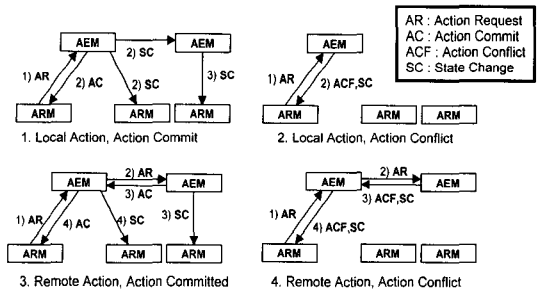 AR : Action Request
AC : Action Commit
ACF : Action Conflict
SC : State Change
AEM
2) SC
AEM
1) AR
2) AC
2) SC
3) SC
ARM
ARM
ARM
1. Local Action, Action Commit
AEM
1) AR
2) ACF,SC
ARM
ARM
ARM
2. Local Action, Action Conflict
AEM
2) AR
3) AC
AEM
1) AR
4) AC
4) SC
3) SC
ARM
ARM
ARM
3. Remote Action, Action Committed
AEM
2) AR
3) ACF,SC
AEM
1) AR
4) ACF,SC
ARM
ARM
ARM
4. Remote Action, Action Conflict